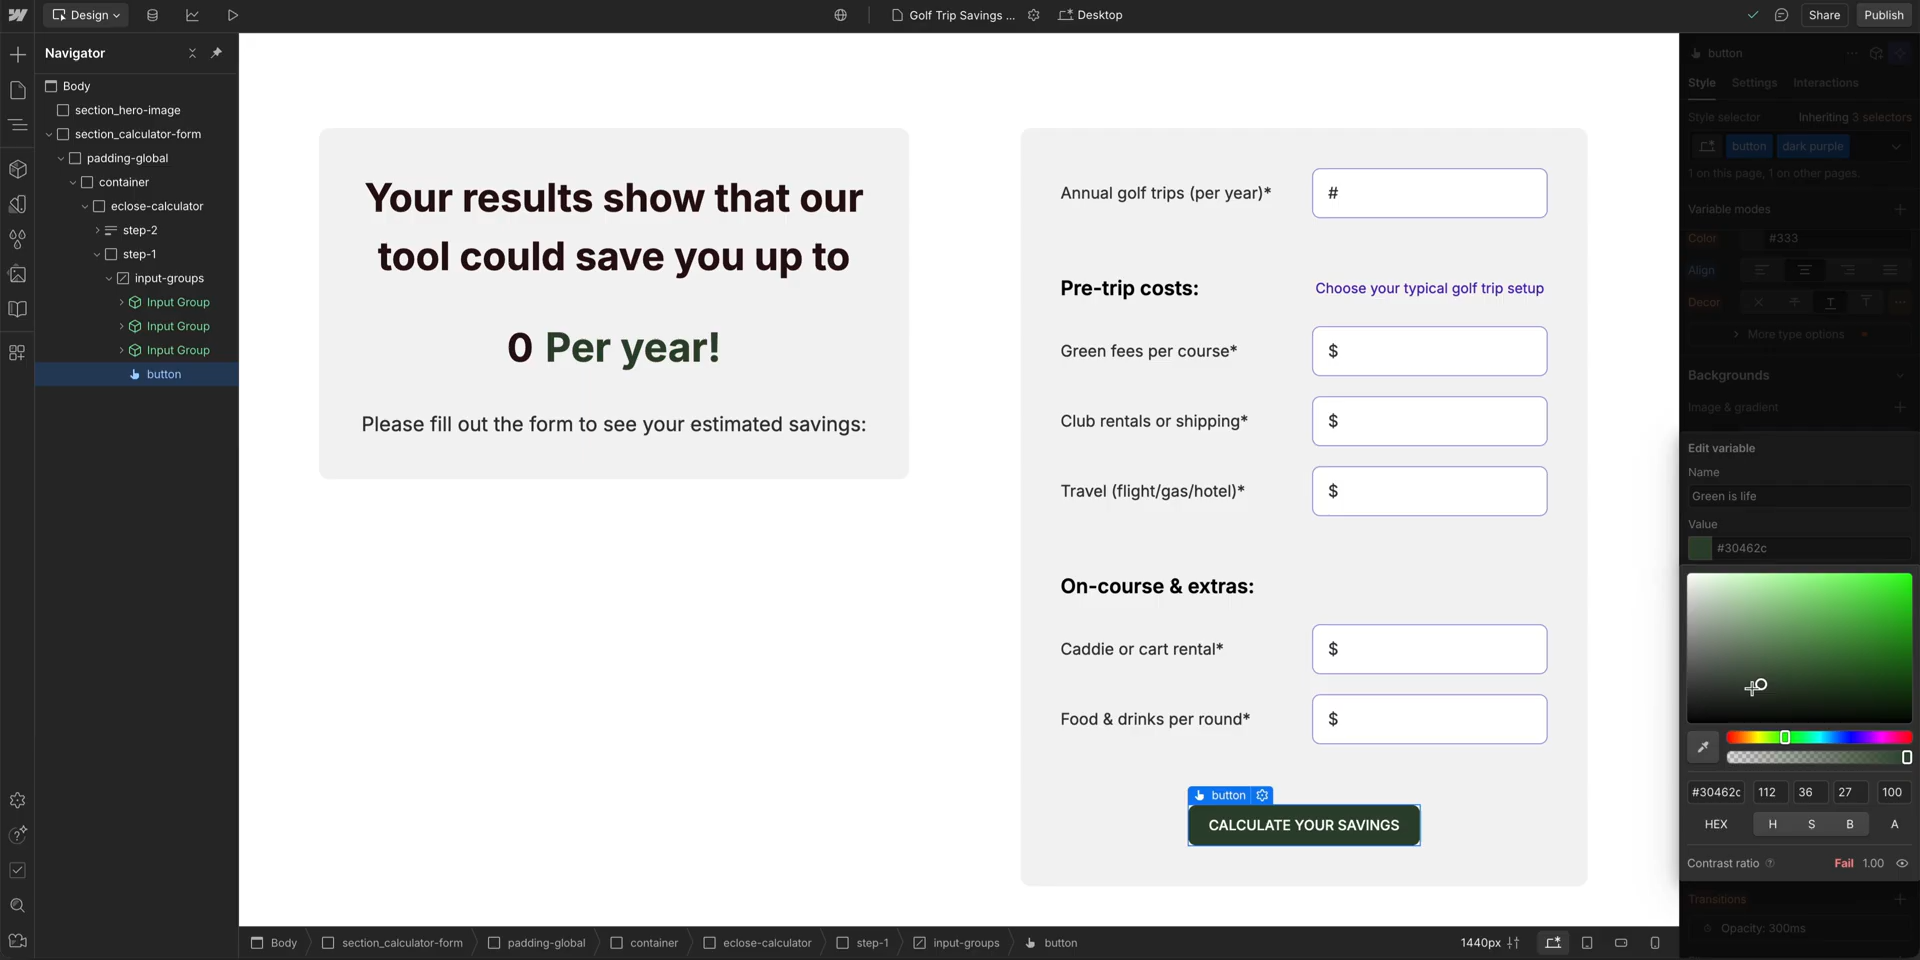 Design
Golf Trip Savings ...
Desktop
Share
Publish
Navigator
Body
section_hero-image
section_calculator-form
padding-global
container
eclose-calculator
step-2
step-1
input-groups
Input Group
Input Group
Input Group
button
Your results show that our
tool could save you up to
0 Per year!
Please fill out the form to see your estimated savings:
Annual golf trips (per year)*
#
Pre-trip costs:
Choose your typical golf trip setup
Green fees per course*
$
Club rentals or shipping*
$
Travel (flight/gas/hotel)*
$
On-course & extras:
Caddie or cart rental*
$
Food & drinks per round*
$
button
CALCULATE YOUR SAVINGS
button
Style
Settings
Interactions
Style selector
Inheriting 3 selectors
button
dark purple
1 on this page, 1 on other pages.
Variable modes
Color
#333
Align
Decor
More type options
Backgrounds
Image & gradient
Edit variable
Name
Green is life
Value
#30462c
#30462c
112
36
27
100
HEX
H
S
B
A
Contrast ratio
Fail
1.00
Transitions
Opacity: 300ms
Body
section_calculator-form
padding-global
container
eclose-calculator
step-1
input-groups
button
1440px